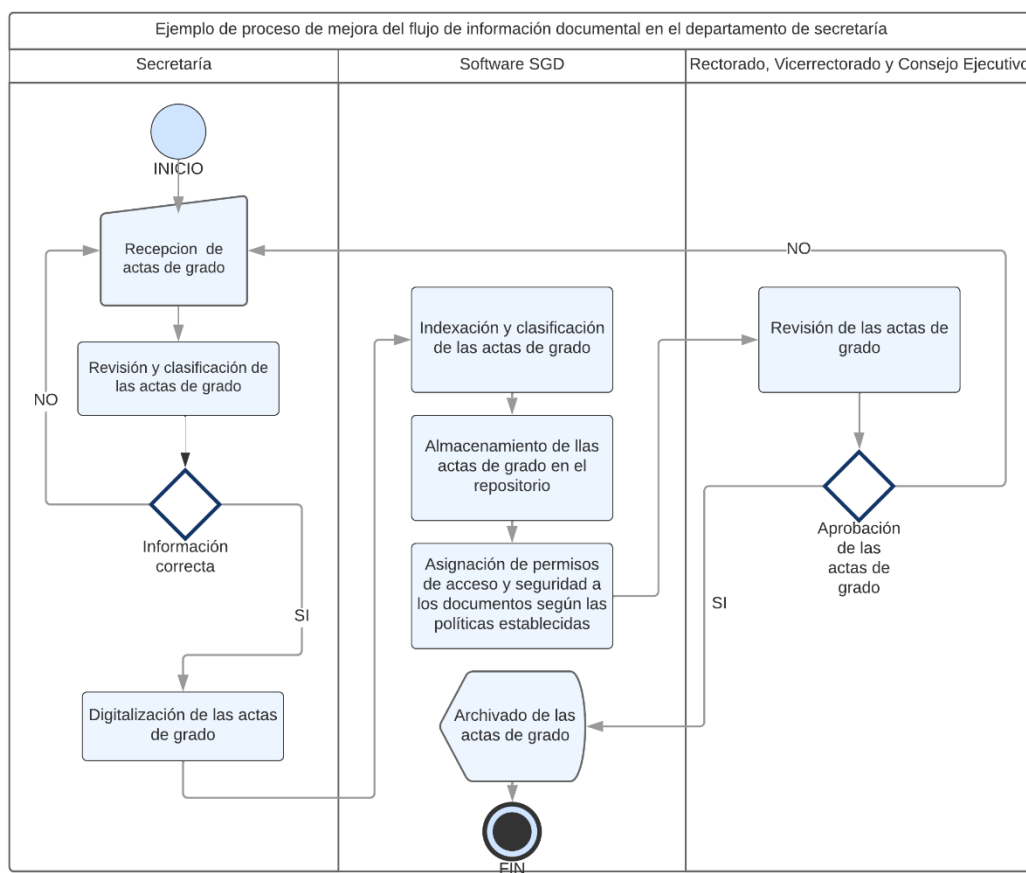 Ejemplo de proceso de mejora del flujo de información documental en el departamento de secretaría
Secretaría
Software SGD
Rectorado, Vicerrectorado y Consejo Ejecutivo
INICIO
Recepcion de
actas de grado
NO
Revisión y clasificación de
las actas de grado
NO
Información
correcta
SI
Digitalización de las actas
de grado
Indexación y clasificación
de las actas de grado
Almacenamiento de llas
actas de grado en el
repositorio
Asignación de permisos
de acceso y seguridad a
los documentos según las
políticas establecidas
Revisión de las actas de
grado
Aprobación
de las
actas de
grado
SI
Archivado de las
actas de grado
FIN